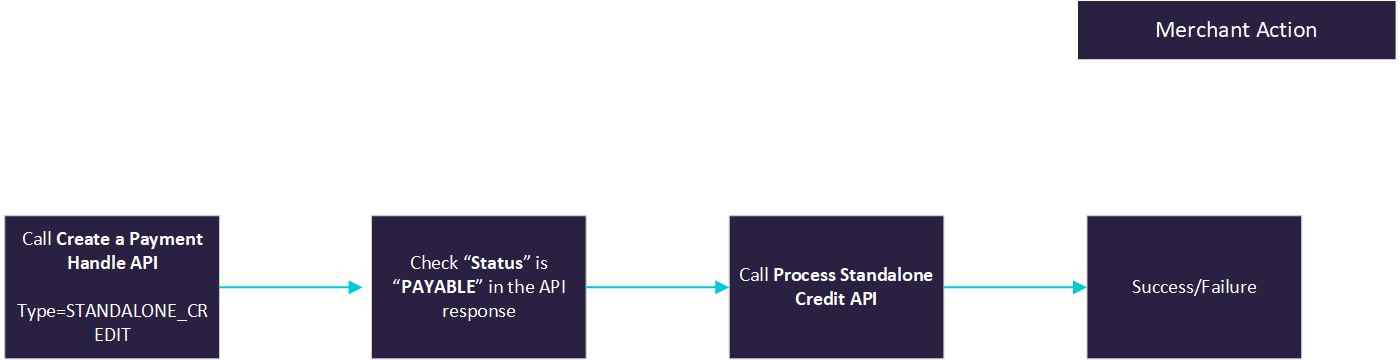 Merchant Action
Call Create a Payment
Handle API
Type=STANDALONE_CR
EDIT
Check “Status” is
“PAYABLE” in the API
response
Call Process Standalone
Credit API
Success/Failure